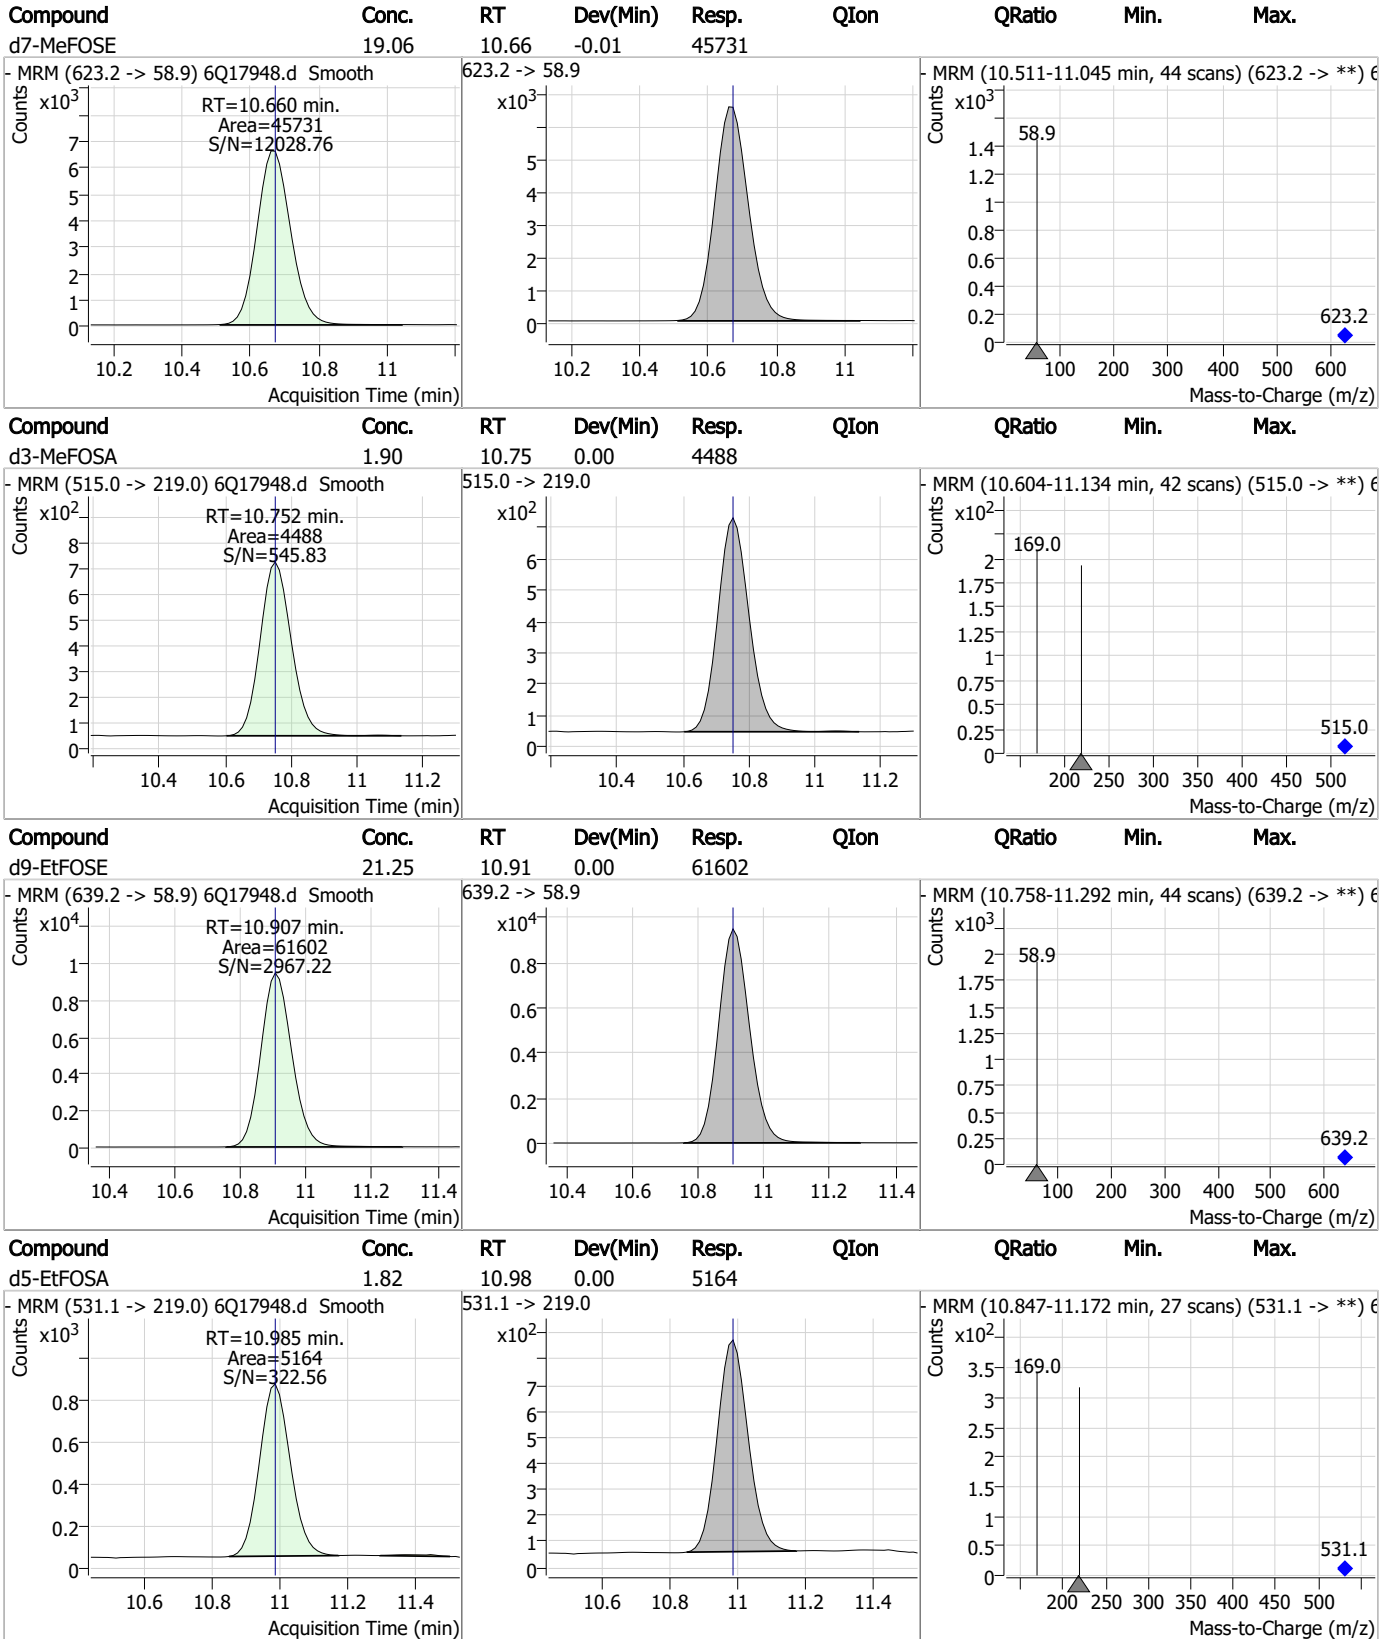 Compound Conc. RT Dev(Min) Resp. QIon QRatio Min. Max.
d7-MeFOSE 19.06 10.66 -0.01 45731
- MRM (623.2 -> 58.9) 6Q17948.d Smooth
Counts
x10³
RT=10.660 min.
Area=45731
S/N=12028.76
7
6
5
4
3
2
1
0
10.2 10.4 10.6 10.8 11
Acquisition Time (min)
623.2 -> 58.9
x10³
5
4
3
2
1
0
10.2 10.4 10.6 10.8 11
- MRM (10.511-11.045 min, 44 scans) (623.2 -> **) 6
Counts
x10³
58.9
1.4
1.2
1
0.8
0.6
0.4
0.2
0
623.2
100 200 300 400 500 600
Mass-to-Charge (m/z)
Compound Conc. RT Dev(Min) Resp. QIon QRatio Min. Max.
d3-MeFOSA 1.90 10.75 0.00 4488
- MRM (515.0 -> 219.0) 6Q17948.d Smooth
Counts
x10²
RT=10.752 min.
Area=4488
S/N=545.83
8
7
6
5
4
3
2
1
0
10.4 10.6 10.8 11 11.2
Acquisition Time (min)
515.0 -> 219.0
x10²
6
5
4
3
2
1
0
10.4 10.6 10.8 11 11.2
- MRM (10.604-11.134 min, 42 scans) (515.0 -> **) 6
Counts
x10²
169.0
2
1.75
1.5
1.25
1
0.75
0.5
0.25
0
515.0
200 250 300 350 400 450 500
Mass-to-Charge (m/z)
Compound Conc. RT Dev(Min) Resp. QIon QRatio Min. Max.
d9-EtFOSE 21.25 10.91 0.00 61602
- MRM (639.2 -> 58.9) 6Q17948.d Smooth
Counts
x10⁴
RT=10.907 min.
Area=61602
S/N=2967.22
1
0.8
0.6
0.4
0.2
0
10.4 10.6 10.8 11 11.2 11.4
Acquisition Time (min)
639.2 -> 58.9
x10⁴
0.8
0.6
0.4
0.2
0
10.4 10.6 10.8 11 11.2 11.4
- MRM (10.758-11.292 min, 44 scans) (639.2 -> **) 6
Counts
x10³
58.9
2
1.75
1.5
1.25
1
0.75
0.5
0.25
0
639.2
100 200 300 400 500 600
Mass-to-Charge (m/z)
Compound Conc. RT Dev(Min) Resp. QIon QRatio Min. Max.
d5-EtFOSA 1.82 10.98 0.00 5164
- MRM (531.1 -> 219.0) 6Q17948.d Smooth
Counts
x10³
RT=10.985 min.
Area=5164
S/N=322.56
0.8
0.6
0.4
0.2
0
10.6 10.8 11 11.2 11.4
Acquisition Time (min)
531.1 -> 219.0
x10²
7
6
5
4
3
2
1
0
10.6 10.8 11 11.2 11.4
- MRM (10.847-11.172 min, 27 scans) (531.1 -> **) 6
Counts
x10²
169.0
3.5
3
2.5
2
1.5
1
0.5
0
531.1
200 250 300 350 400 450 500
Mass-to-Charge (m/z)